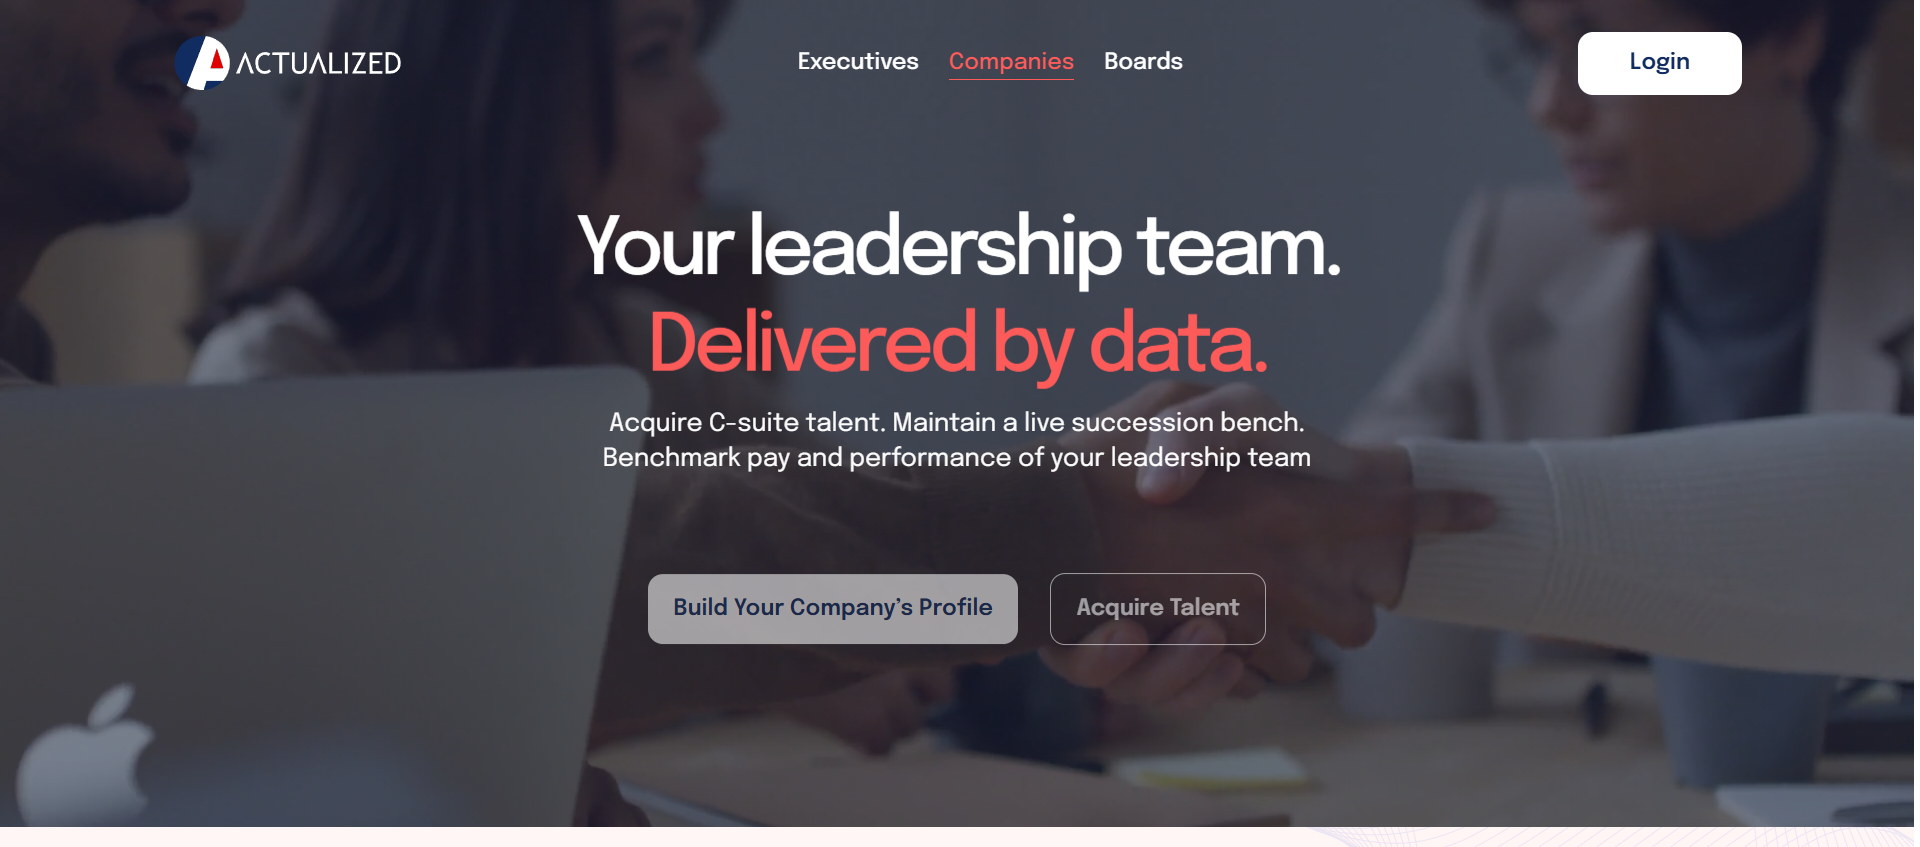 ACTUALIZED
Executives Companies Boards
Login
Your leadership team.
Delivered by data.
Acquire C-suite talent. Maintain a live succession bench.
Benchmark pay and performance of your leadership team
Build Your Company’s Profile
Acquire Talent